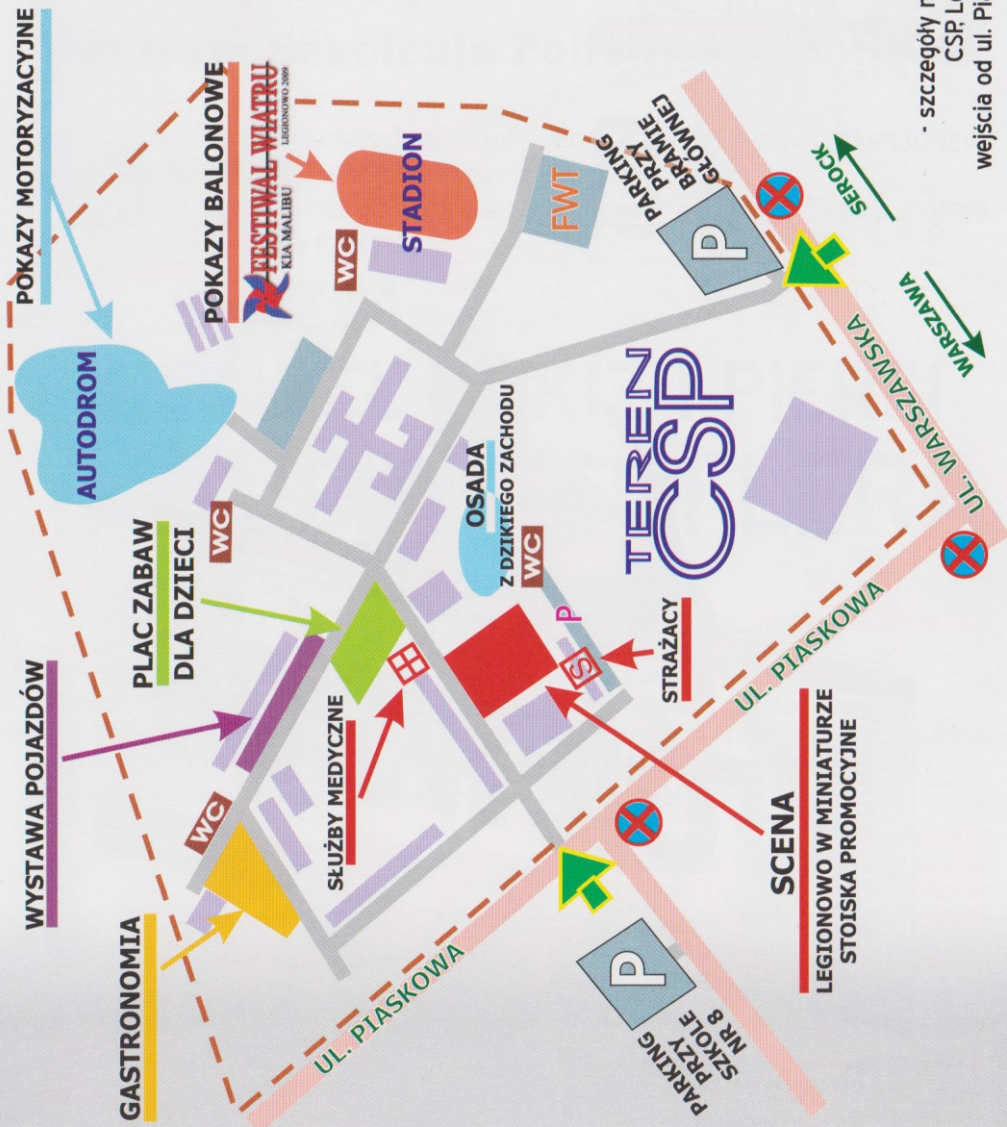 POKAZY MOTORYZACYJNE
AUTODROM
POKAZY BALONOWE
FESTIWAL WIATRU
KIA MALIBU
LEGIONOWO 2009
STADION
WC
FWT
PARKING
PRZY
BRAMIE
GŁÓWNEJ
P
SEROCK
WARSZAWA
UL. WARSZAWSKA
- szczegóły
CSP,
wejścia od ul.
WYSTAWA POJAZDÓW
PLAC ZABAW
DLA DZIECI
WC
OSADA
Z DZIKIEGO ZACHODU
WC
TEREN
CSP
P
S
STRAŻACY
UL. PIASKOWA
GASTRONOMIA
WC
SŁUŻBY MEDYCZNE
SCENA
LEGIONOWO W MINIATURZE
STOISKA PROMOCYJNE
UL. PIASKOWA
P
PARKING
PRZY
SZKOLE
NR 8